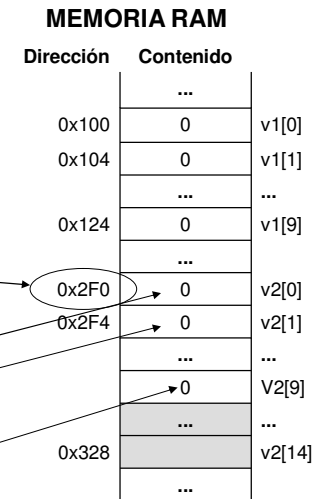 MEMORIA RAM
Dirección Contenido
...
0x100 0 v1[0]
0x104 0 v1[1]
... ...
0x124 0 v1[9]
...
0x2F0 0 v2[0]
0x2F4 0 v2[1]
... ...
0 V2[9]
... ...
0x328 v2[14]
...